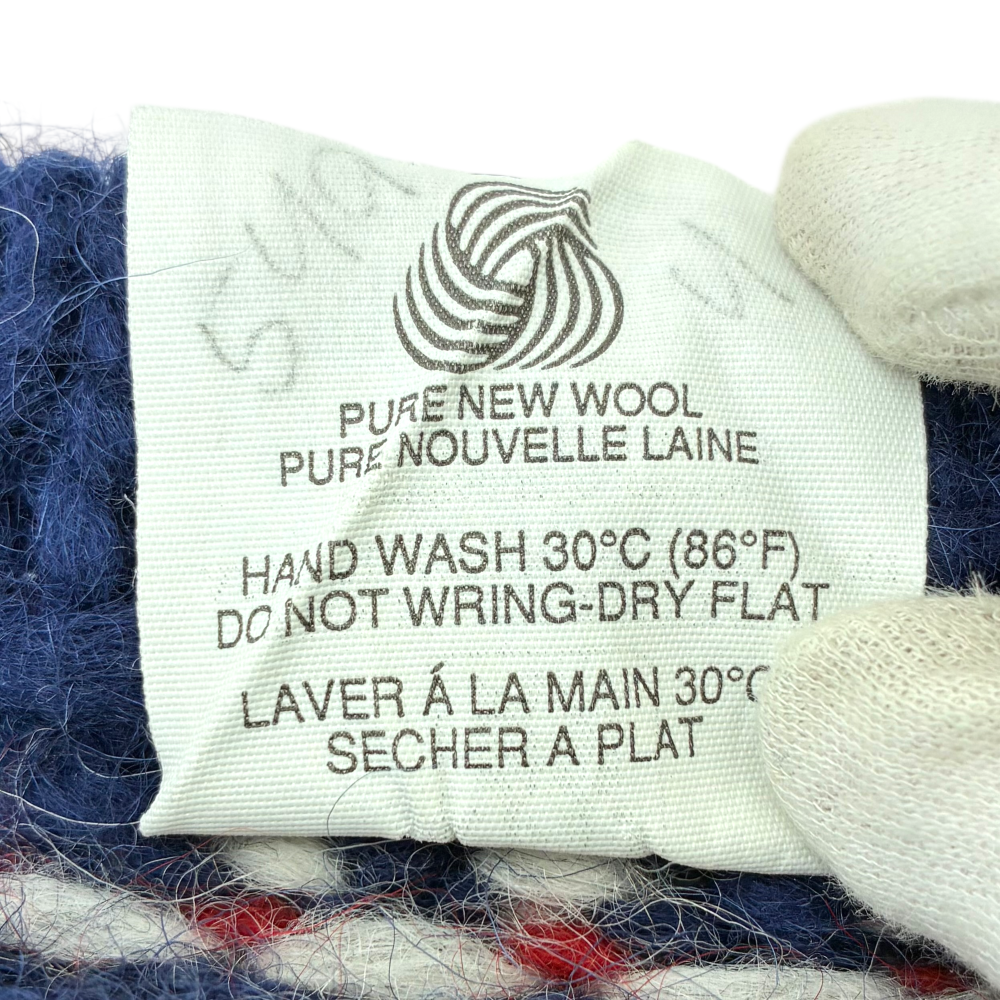 PURE NEW WOOL
PURE NOUVELLE LAINE
HAND WASH 30°C (86°F)
DO NOT WRING-DRY FLAT
LAVER Á LA MAIN 30°C
SECHER A PLAT